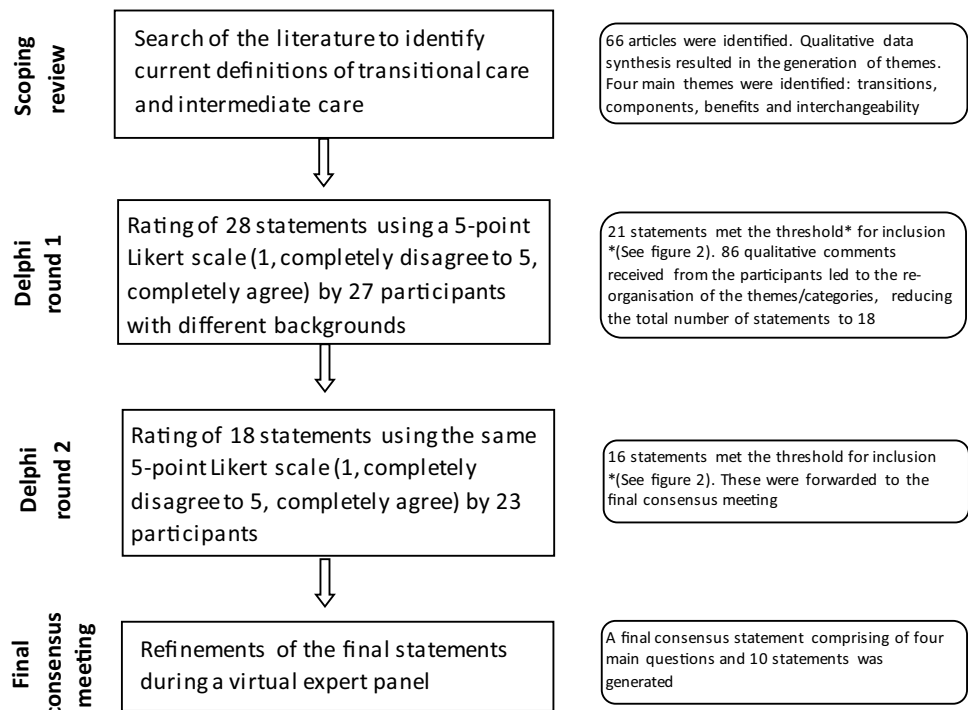 Scoping
review
Search of the literature to identify
current definitions of transitional care
and intermediate care
66 articles were identified. Qualitative data
synthesis resulted in the generation of themes.
Four main themes were identified: transitions,
components, benefits and interchangeability
Delphi
round 1
Rating of 28 statements using a 5-point
Likert scale (1, completely disagree to 5,
completely agree) by 27 participants
with different backgrounds
21 statements met the threshold* for inclusion
*(See figure 2). 86 qualitative comments
received from the participants led to the re-
organisation of the themes/categories, reducing
the total number of statements to 18
Delphi
round 2
Rating of 18 statements using the same
5-point Likert scale (1, completely
disagree to 5, completely agree) by 23
participants
16 statements met the threshold for inclusion
*(See figure 2). These were forwarded to the
final consensus meeting
Final
consensus
meeting
Refinements of the final statements
during a virtual expert panel
A final consensus statement comprising of four
main questions and 10 statements was
generated